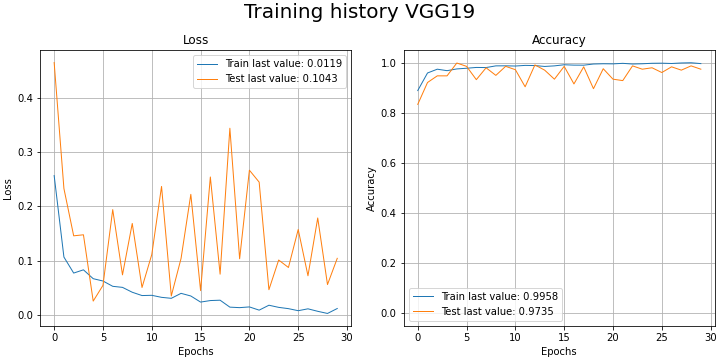 Training history VGG19
Loss
Train last value: 0.0119
Test last value: 0.1043
0.4
0.3
0.2
0.1
0.0
Loss
0 5 10 15 20 25 30
Epochs
Accuracy
1.0
0.8
0.6
0.4
0.2
0.0
Accuracy
Train last value: 0.9958
Test last value: 0.9735
0 5 10 15 20 25 30
Epochs